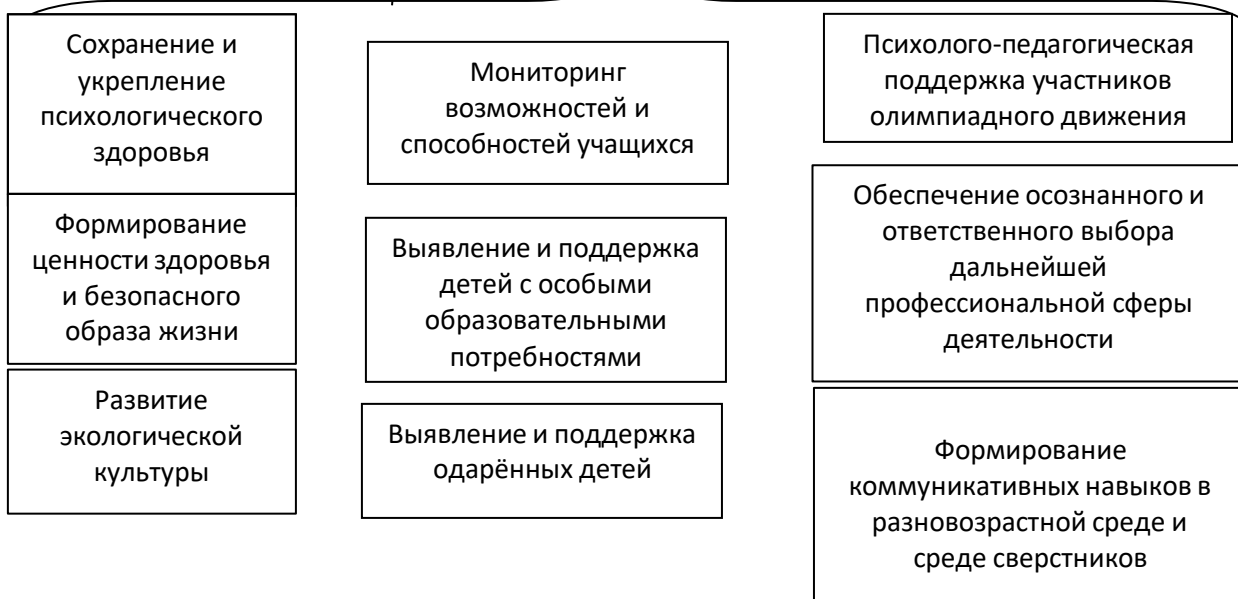 Сохранение и
укрепление
психологического
здоровья
Формирование
ценности здоровья
и безопасного
образа жизни
Развитие
экологической
культуры
Мониторинг
возможностей и
способностей учащихся
Выявление и поддержка
детей с особыми
образовательными
потребностями
Выявление и поддержка
одарённых детей
Психолого-педагогическая
поддержка участников
олимпиадного движения
Обеспечение осознанного и
ответственного выбора
дальнейшей
профессиональной сферы
деятельности
Формирование
коммуникативных навыков в
разновозрастной среде и
среде сверстников